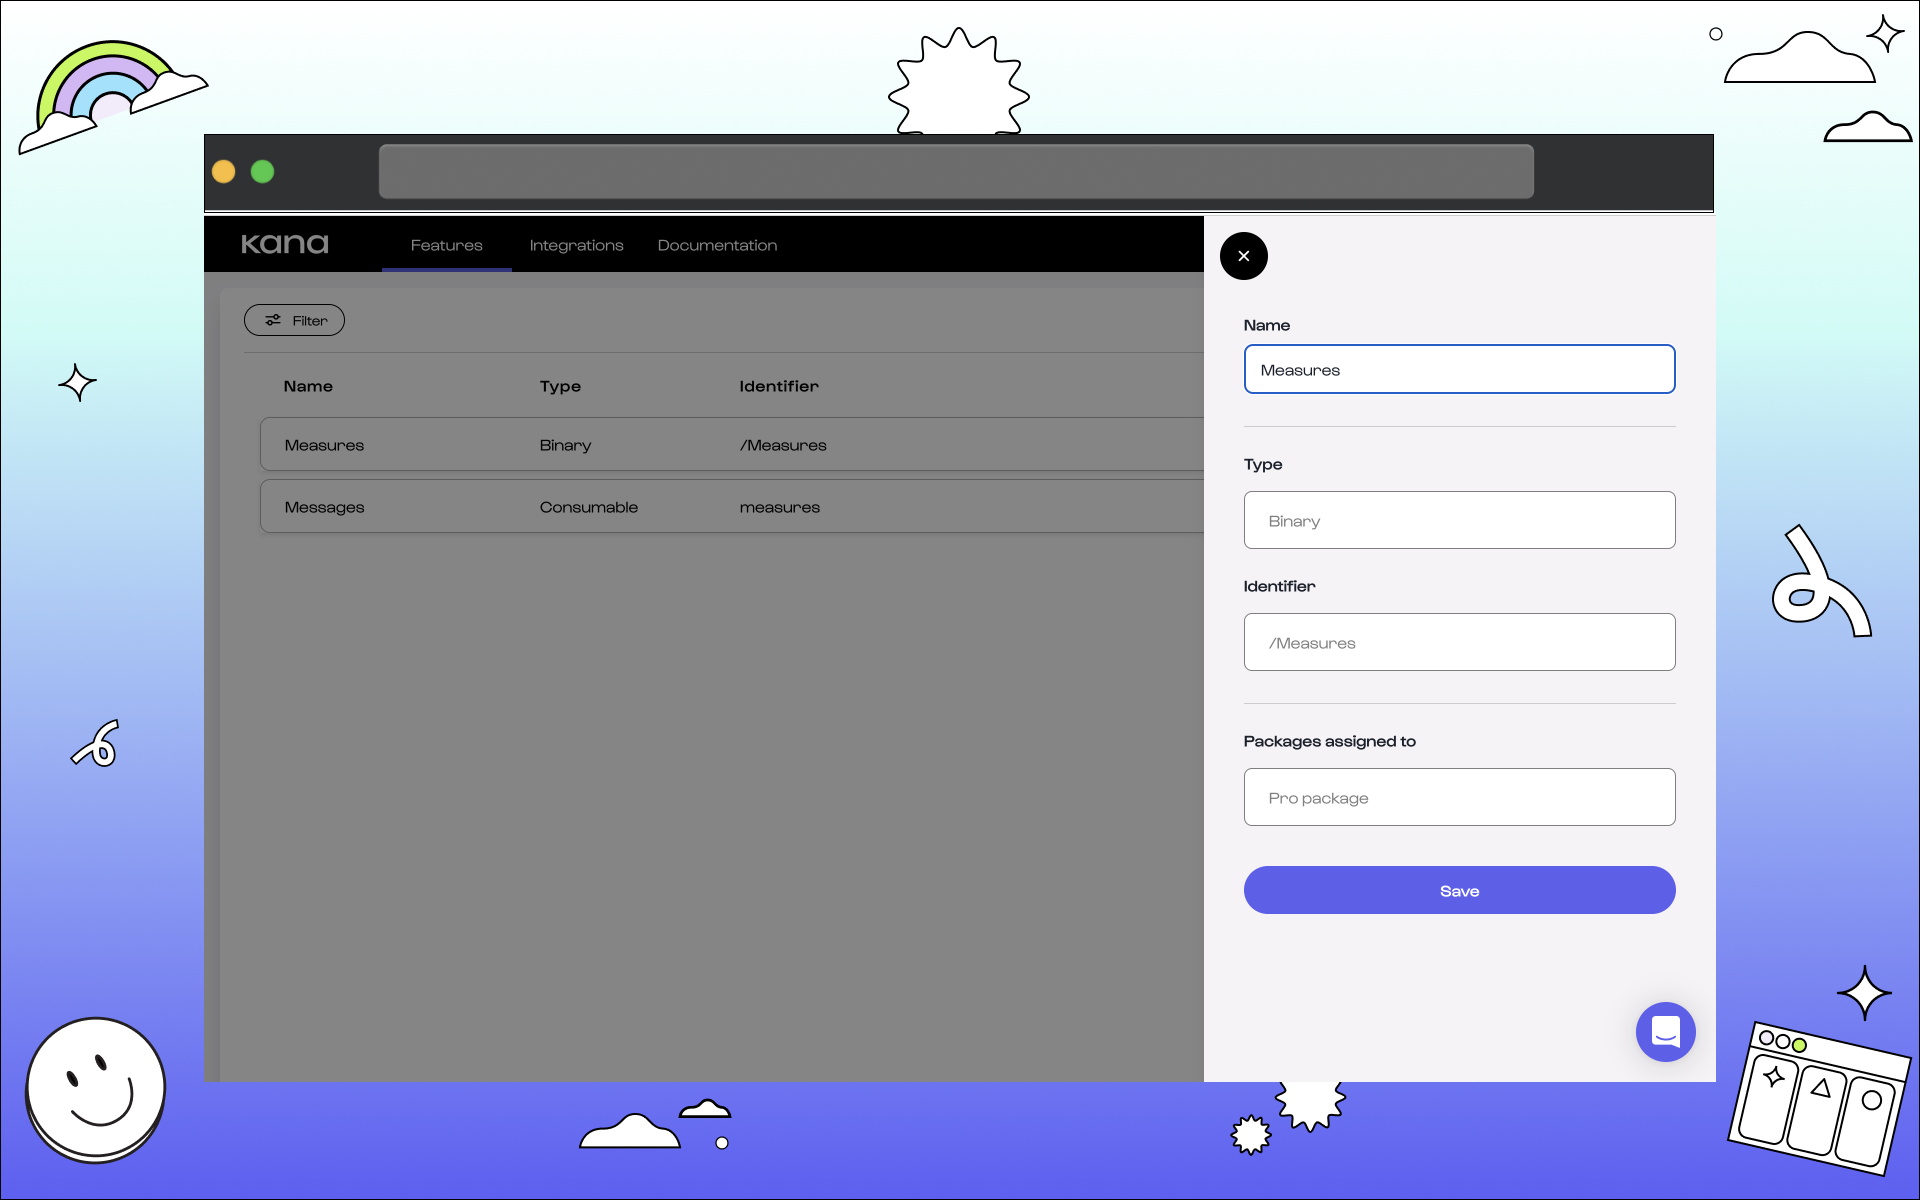 kana
Features
Integrations
Documentation
Filter
Name
Type
Identifier
Measures
Binary
/Measures
Messages
Consumable
measures
Name
Measures
Type
Binary
Identifier
/Measures
Packages assigned to
Pro package
Save